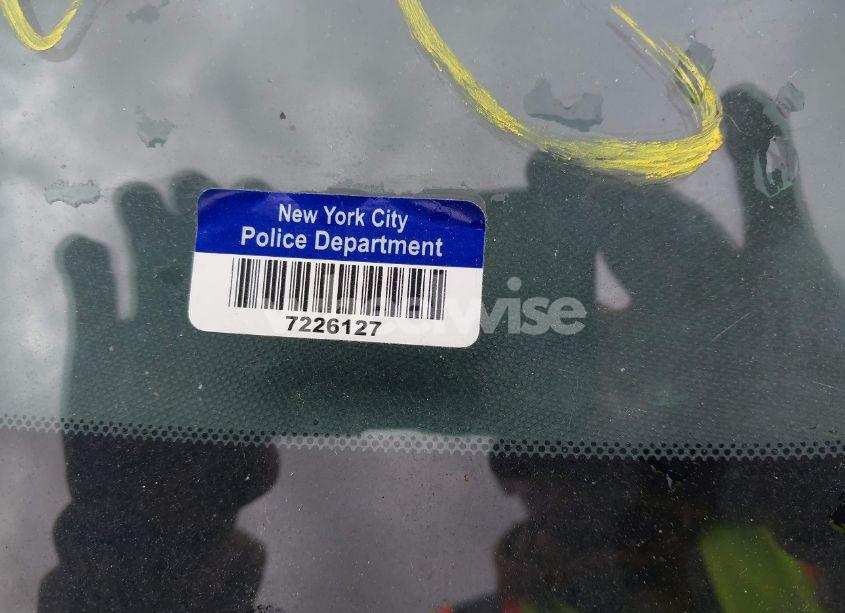 New York City
Police Department
7226127